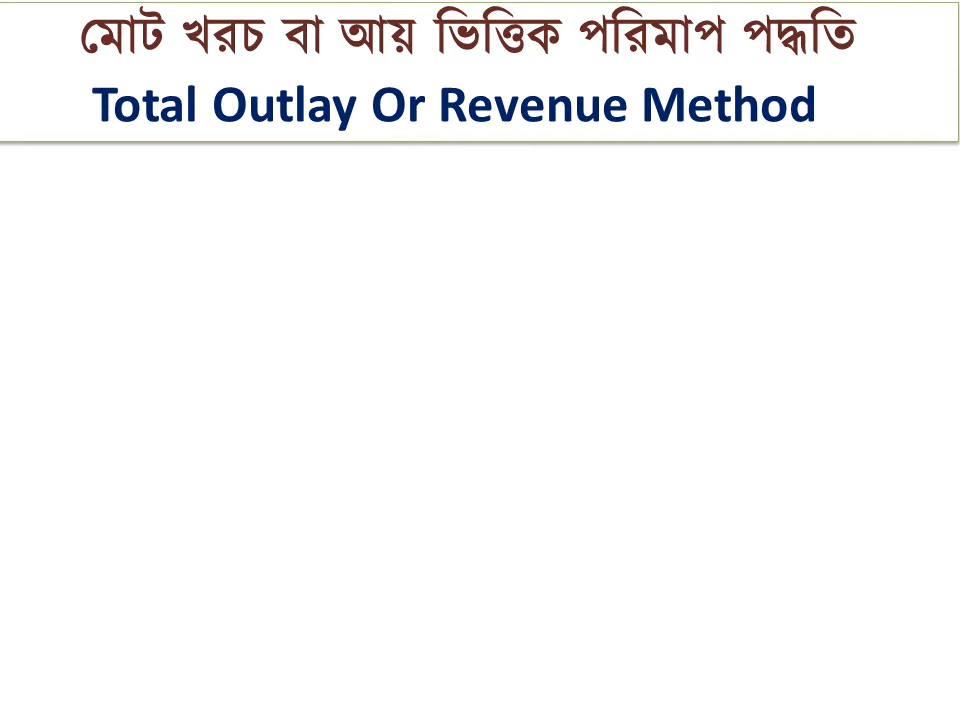 মোট খরচ বা আয় ভিত্তিক পরিমাপ পদ্ধতি
Total Outlay Or Revenue Method